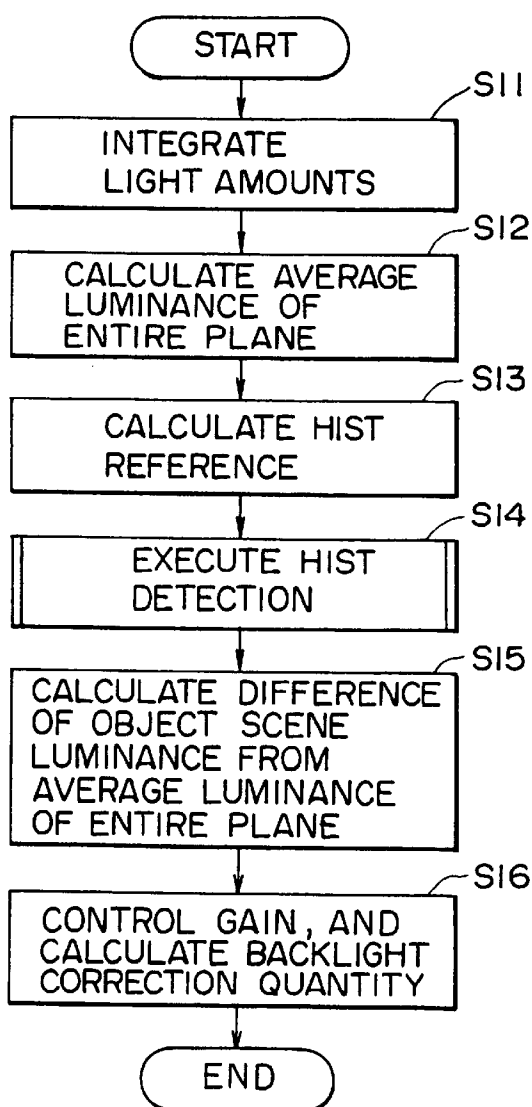 START
S11
INTEGRATE
LIGHT AMOUNTS
S12
CALCULATE AVERAGE
LUMINANCE OF
ENTIRE PLANE
S13
CALCULATE HIST
REFERENCE
S14
EXECUTE HIST
DETECTION
S15
CALCULATE DIFFERENCE
OF OBJECT SCENE
LUMINANCE FROM
AVERAGE LUMINANCE
OF ENTIRE PLANE
S16
CONTROL GAIN, AND
CALCULATE BACKLIGHT
CORRECTION QUANTITY
END